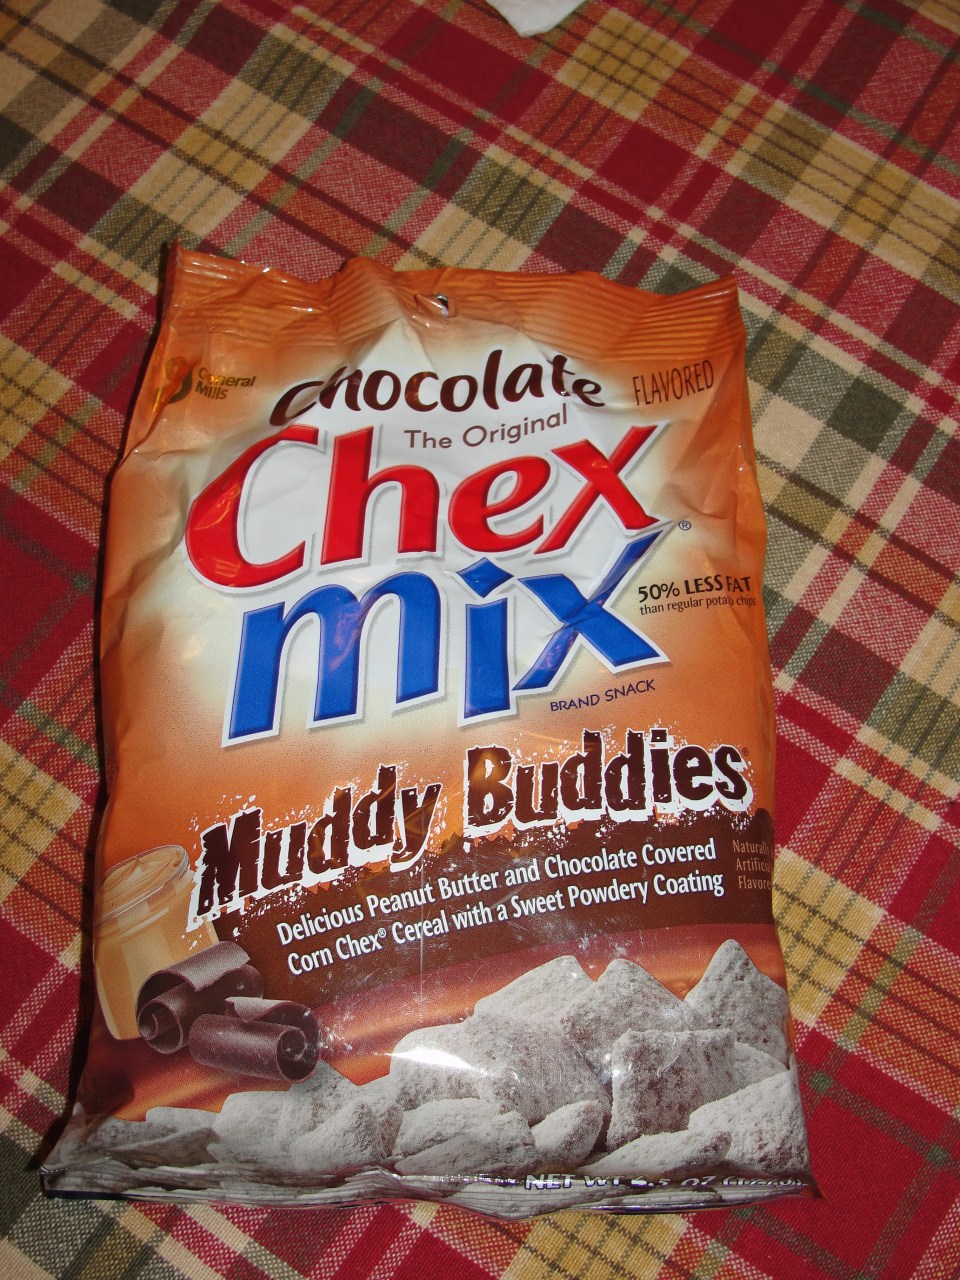 General
Mills
chocolate
FLAVORED
The Original
Chex
mix®
50% LESS FAT
than regular potato chips
BRAND SNACK
Muddy Buddies®
Delicious Peanut Butter and Chocolate Covered
Corn Chex® Cereal with a Sweet Powdery Coating
Flavore
NET WT